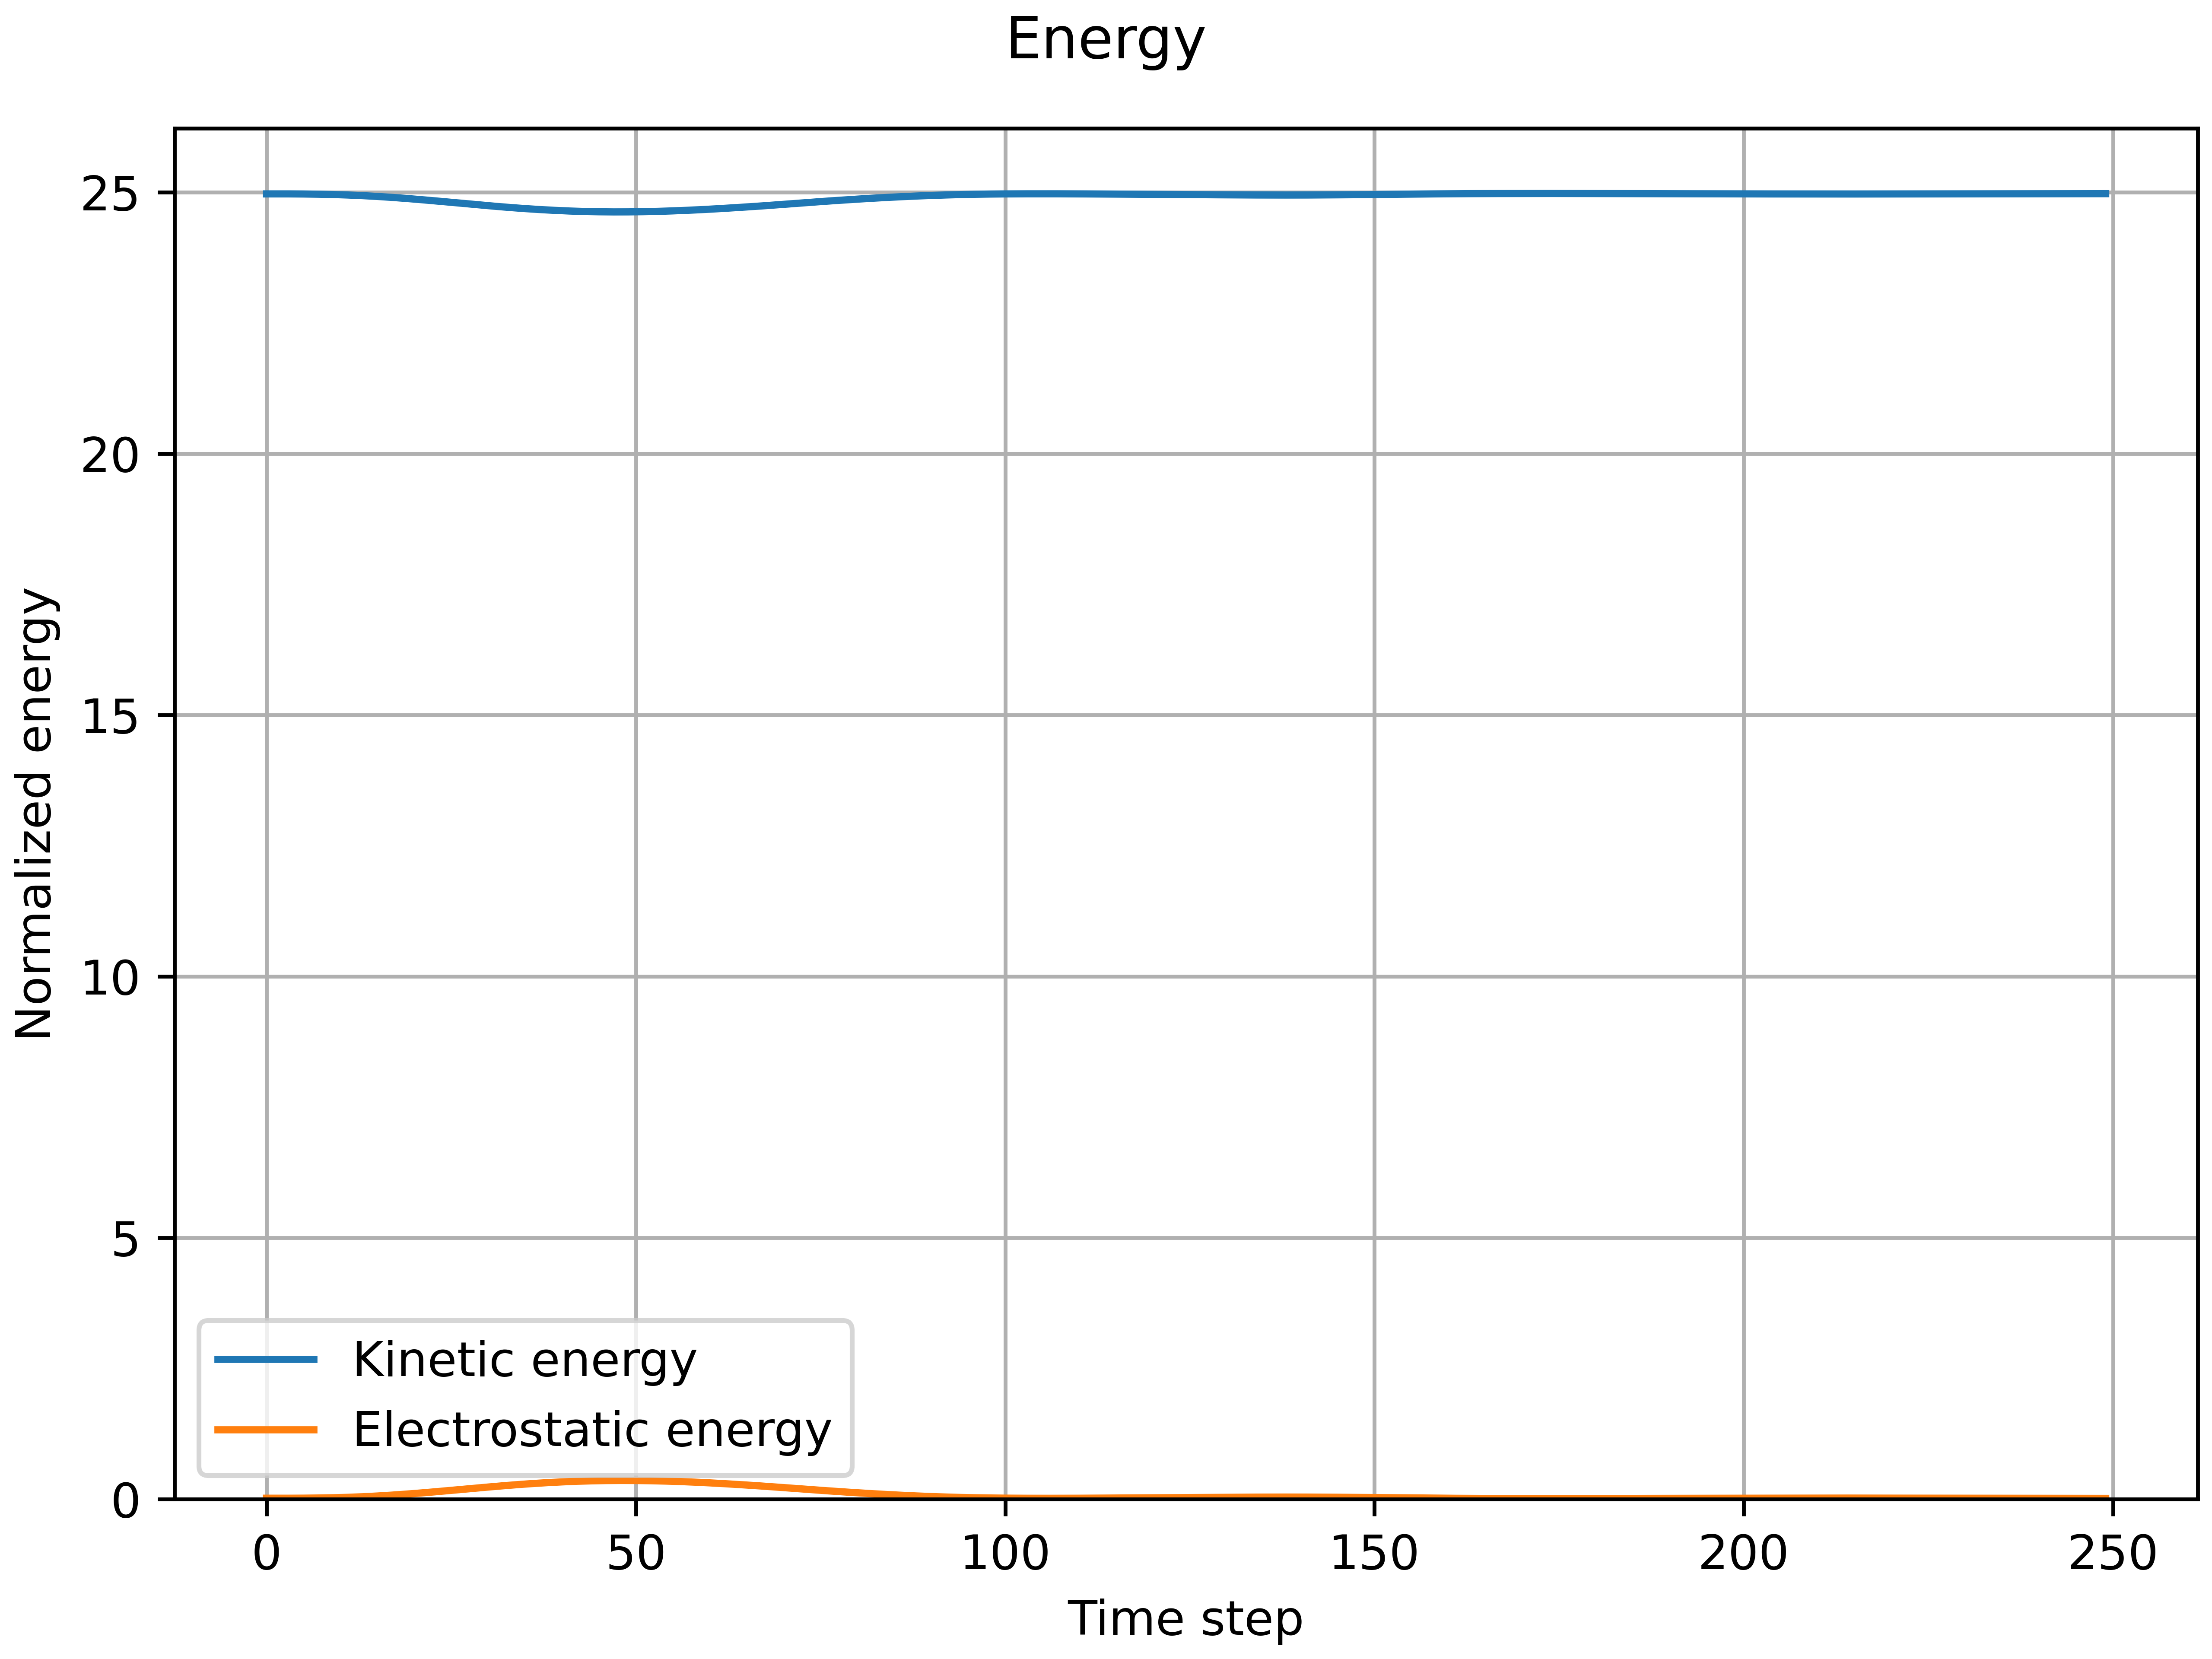 Energy
Normalized energy
25
20
15
10
5
0
Kinetic energy
Electrostatic energy
0 50 100 150 200 250
Time step